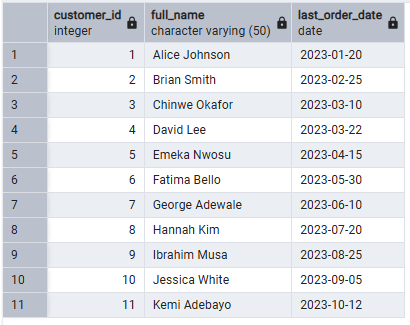 customer_id full_name last_order_date
integer character varying (50) date
1 1 Alice Johnson 2023-01-20
2 2 Brian Smith 2023-02-25
3 3 Chinwe Okafor 2023-03-10
4 4 David Lee 2023-03-22
5 5 Emeka Nwosu 2023-04-15
6 6 Fatima Bello 2023-05-30
7 7 George Adewale 2023-06-10
8 8 Hannah Kim 2023-07-20
9 9 Ibrahim Musa 2023-08-25
10 10 Jessica White 2023-09-05
11 11 Kemi Adebayo 2023-10-12